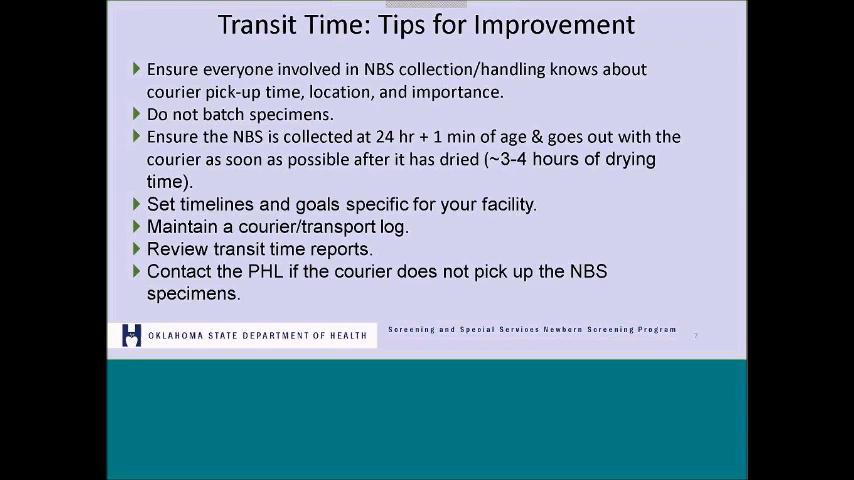 Transit Time: Tips for Improvement
Ensure everyone involved in NBS collection/handling knows about
courier pick-up time, location, and importance.
Do not batch specimens.
Ensure the NBS is collected at 24 hr + 1 min of age & goes out with the
courier as soon as possible after it has dried (~3-4 hours of drying
time).
Set timelines and goals specific for your facility.
Maintain a courier/transport log.
Review transit time reports.
Contact the PHL if the courier does not pick up the NBS
specimens.
OKLAHOMA STATE DEPARTMENT OF HEALTH
Screening and Special Services Newborn Screening Program
7